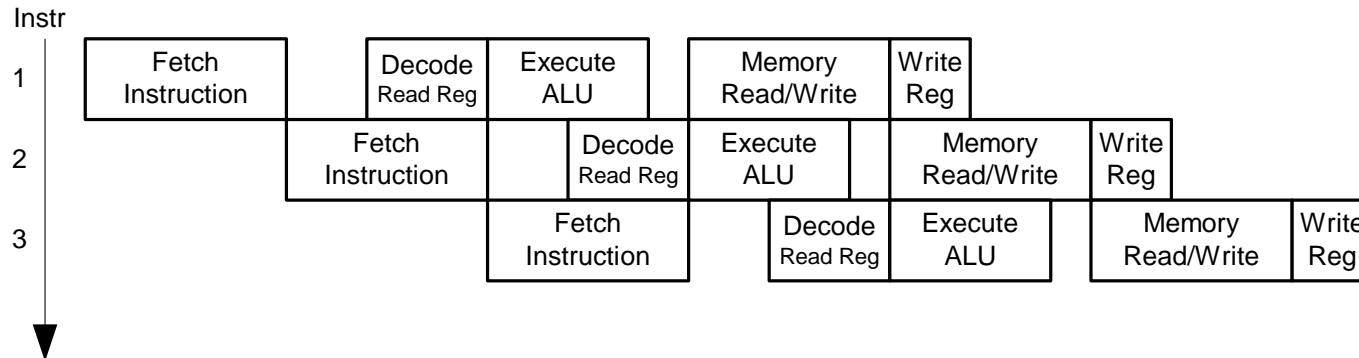 Instr
1
Fetch
Instruction
Decode
Read Reg
Execute
ALU
Memory
Read/Write
Write
Reg
2
Fetch
Instruction
Decode
Read Reg
Execute
ALU
Memory
Read/Write
Write
Reg
3
Fetch
Instruction
Decode
Read Reg
Execute
ALU
Memory
Read/Write
Write
Reg